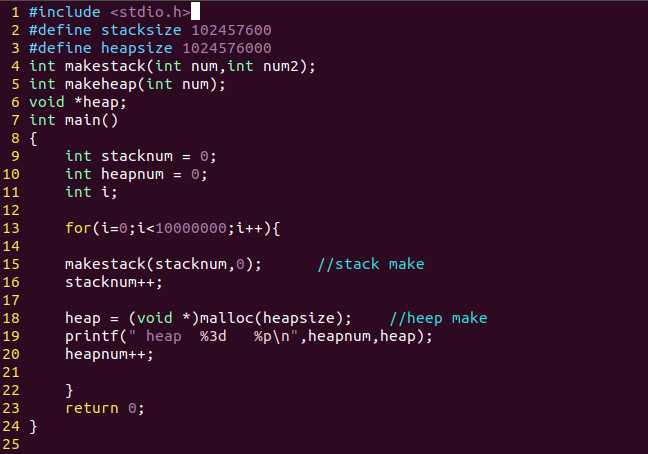 1 #include <stdio.h>
2 #define stacksize 102457600
3 #define heapsize 1024576000
4 int makestack(int num,int num2);
5 int makeheap(int num);
6 void *heap;
7 int main()
8 {
9     int stacknum = 0;
10     int heapnum = 0;
11     int i;
12
13     for(i=0;i<10000000;i++){
14
15     makestack(stacknum,0);      //stack make
16     stacknum++;
17
18     heap = (void *)malloc(heapsize);    //heep make
19     printf(" heap  %3d   %p\n",heapnum,heap);
20     heapnum++;
21
22     }
23     return 0;
24 }
25